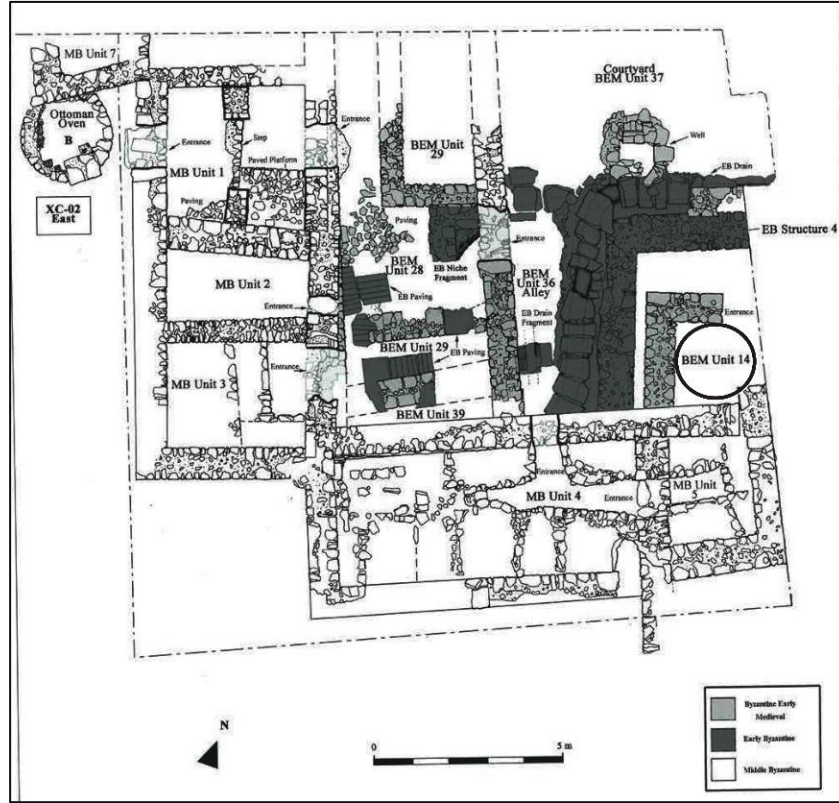 MB Unit 7
Ottoman
Oven
B
XC-02
East
Entrance
MB Unit 1
Step
Paved Platform
Paving
Entrance
MB Unit 2
Entrance
MB Unit 3
Entrance
BEM Unit
29
Paving
BEM
Unit 28
EB Niche
Fragment
EB Paving
BEM Unit 29
EB Paving
BEM Unit 39
Entrance
BEM
Unit 36
Alley
EB Drain
Fragment
Courtyard
BEM Unit 37
Well
EB Drain
EB Structure 4
Entrance
BEM Unit 14
Entrance
MB Unit 4
Entrance
MB Unit
5
N
0
5 m
Byzantine Early
Medieval
Early Byzantine
Middle Byzantine